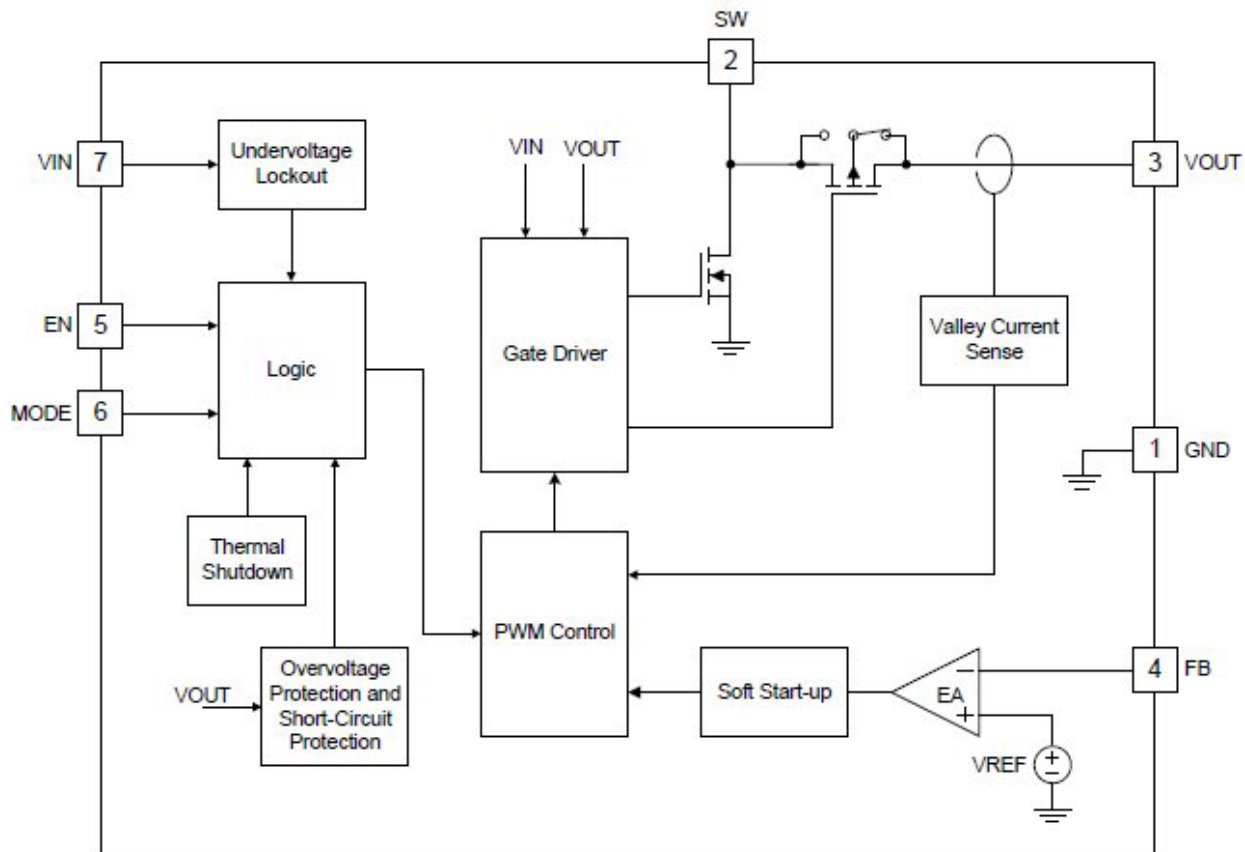 SW
2
VIN
7
Undervoltage
Lockout
VIN
VOUT
3
VOUT
EN
5
Logic
Gate Driver
Valley Current
Sense
MODE
6
1
GND
Thermal
Shutdown
PWM Control
Overvoltage
Protection and
Short-Circuit
Protection
VOUT
Soft Start-up
EA
4
FB
VREF